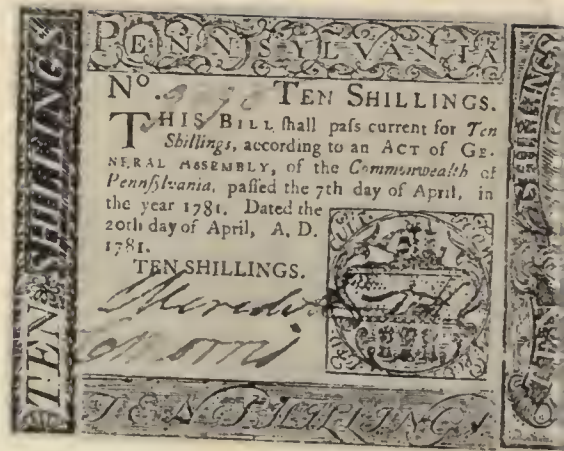 PENNSYLVANIA
TEN SHILLINGS
No. TEN SHILLINGS.
THIS BILL ſhall paſs current for Ten
Shillings, according to an ACT of GE-
NERAL ASSEMBLY, of the Commonwealth of
Pennſylvania, paſſed the 7th day of April, in
the year 1781. Dated the
20th day of April, A. D.
1781.
TEN SHILLINGS.
Morris
TEN SHILLINGS